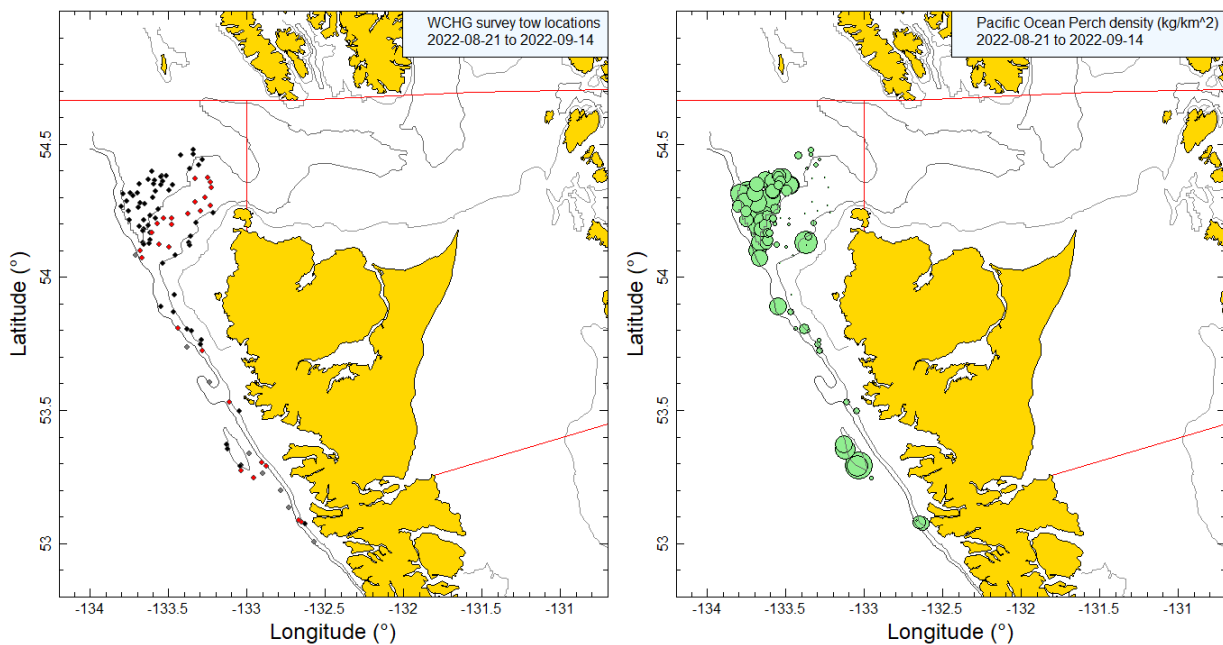 WCHG survey tow locations
2022-08-21 to 2022-09-14
54.5
54
53.5
53
Latitude (°)
-134
-133.5
-133
-132.5
-132
-131.5
-131
Longitude (°)
Pacific Ocean Perch density (kg/km^2)
2022-08-21 to 2022-09-14
54.5
54
53.5
53
Latitude (°)
-134
-133.5
-133
-132.5
-132
-131.5
-131
Longitude (°)